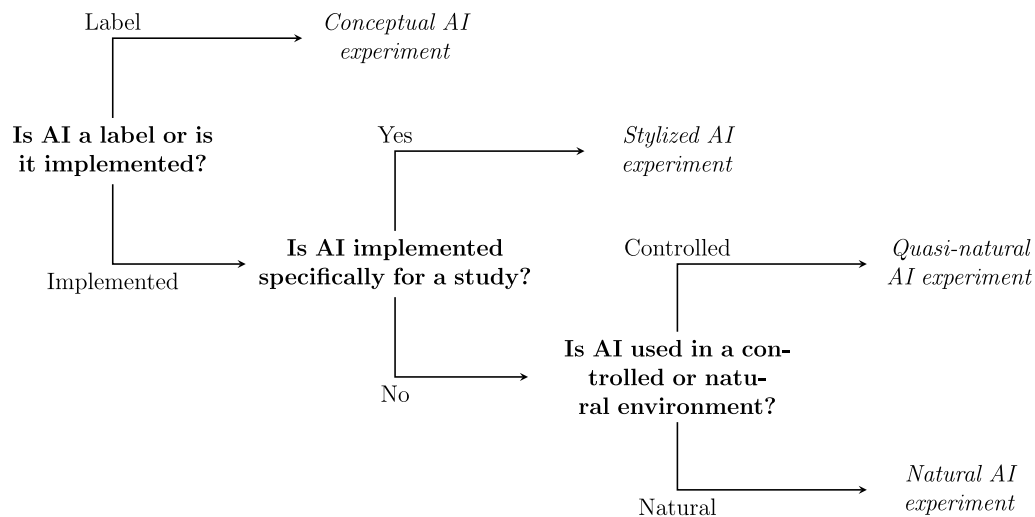 Label
Conceptual AI
experiment
Is AI a label or is
it implemented?
Yes
Stylized AI
experiment
Implemented
Is AI implemented
specifically for a study?
Controlled
Quasi-natural
AI experiment
No
Is AI used in a con-
trolled or natu-
ral environment?
Natural
Natural AI
experiment